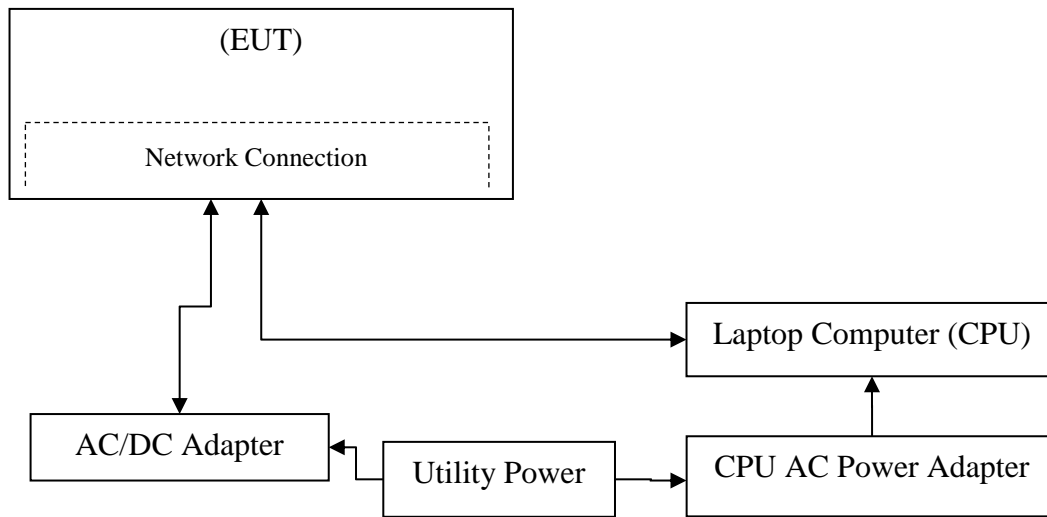 (EUT)
Network Connection
Laptop Computer (CPU)
AC/DC Adapter
Utility Power
CPU AC Power Adapter